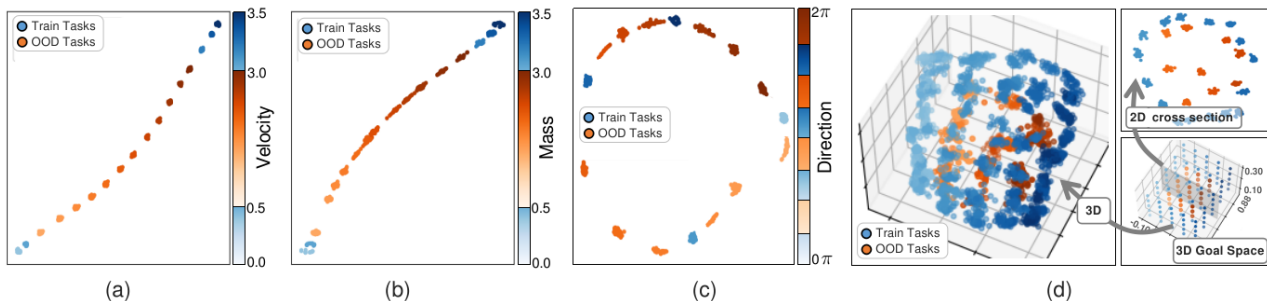 Train Tasks
OOD Tasks
3.5
3.0
0.5
0.0
Velocity
(a)
Train Tasks
OOD Tasks
3.5
3.0
0.5
0.0
Mass
(b)
Train Tasks
OOD Tasks
2π
0π
Direction
(c)
Train Tasks
OOD Tasks
3D
2D cross section
0.30
0.10
0.88
-0.10
3D Goal Space
(d)